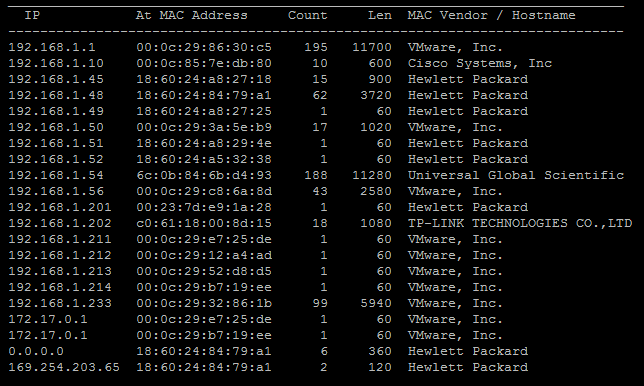 IP At MAC Address Count Len MAC Vendor / Hostname
192.168.1.1 00:0c:29:86:30:c5 195 11700 VMware, Inc.
192.168.1.10 00:0c:85:7e:db:80 10 600 Cisco Systems, Inc
192.168.1.45 18:60:24:a8:27:18 15 900 Hewlett Packard
192.168.1.48 18:60:24:84:79:a1 62 3720 Hewlett Packard
192.168.1.49 18:60:24:a8:27:25 1 60 Hewlett Packard
192.168.1.50 00:0c:29:3a:5e:b9 17 1020 VMware, Inc.
192.168.1.51 18:60:24:a8:29:4e 1 60 Hewlett Packard
192.168.1.52 18:60:24:a5:32:38 1 60 Hewlett Packard
192.168.1.54 6c:0b:84:6b:d4:93 188 11280 Universal Global Scientific
192.168.1.56 00:0c:29:c8:6a:8d 43 2580 VMware, Inc.
192.168.1.201 00:23:7d:e9:1a:28 1 60 Hewlett Packard
192.168.1.202 c0:61:18:00:8d:15 18 1080 TP-LINK TECHNOLOGIES CO.,LTD
192.168.1.211 00:0c:29:e7:25:de 1 60 VMware, Inc.
192.168.1.212 00:0c:29:12:a4:ad 1 60 VMware, Inc.
192.168.1.213 00:0c:29:52:d8:d5 1 60 VMware, Inc.
192.168.1.214 00:0c:29:b7:19:ee 1 60 VMware, Inc.
192.168.1.233 00:0c:29:32:86:1b 99 5940 VMware, Inc.
172.17.0.1 00:0c:29:e7:25:de 1 60 VMware, Inc.
172.17.0.1 00:0c:29:b7:19:ee 1 60 VMware, Inc.
0.0.0.0 18:60:24:84:79:a1 6 360 Hewlett Packard
169.254.203.65 18:60:24:84:79:a1 2 120 Hewlett Packard